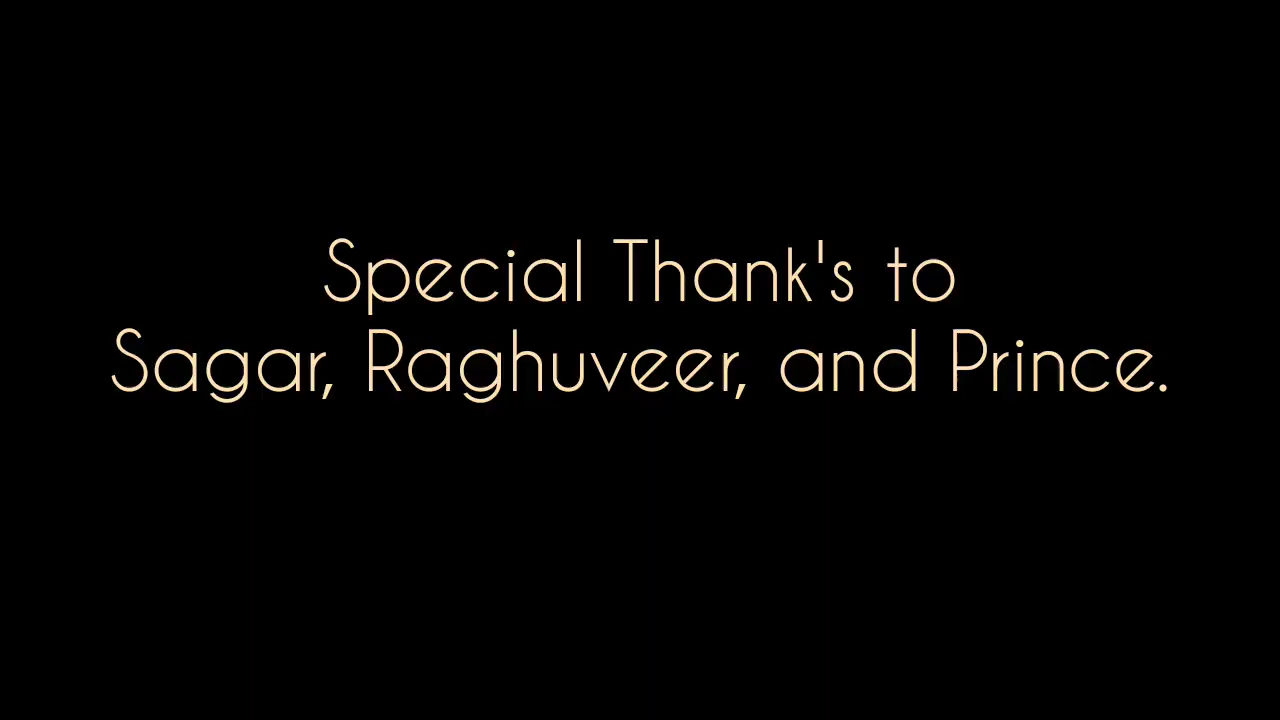 Special Thank's to
Sagar, Raghuveer, and Prince.